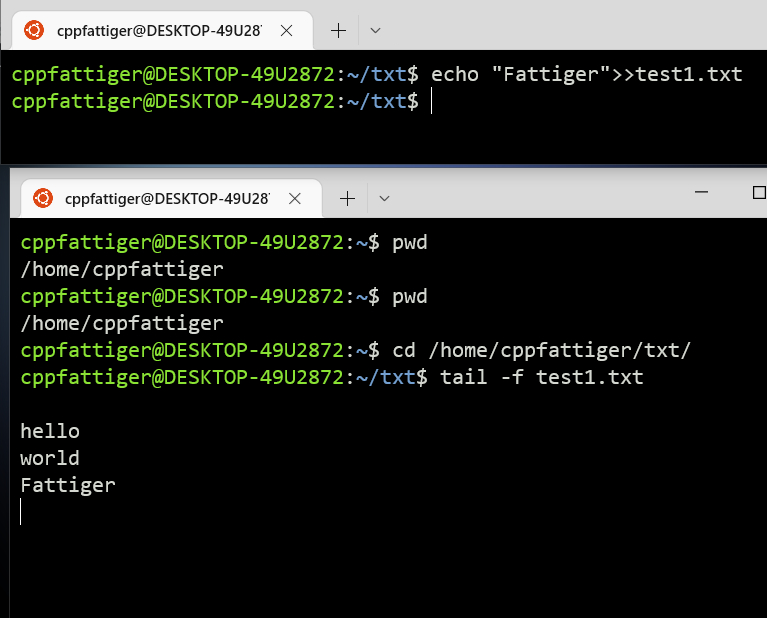 cppfattiger@DESKTOP-49U28
cppfattiger@DESKTOP-49U2872:~/txt$ echo "Fattiger">>test1.txt
cppfattiger@DESKTOP-49U2872:~/txt$
cppfattiger@DESKTOP-49U28
cppfattiger@DESKTOP-49U2872:~$ pwd
/home/cppfattiger
cppfattiger@DESKTOP-49U2872:~$ pwd
/home/cppfattiger
cppfattiger@DESKTOP-49U2872:~$ cd /home/cppfattiger/txt/
cppfattiger@DESKTOP-49U2872:~/txt$ tail -f test1.txt
hello
world
Fattiger